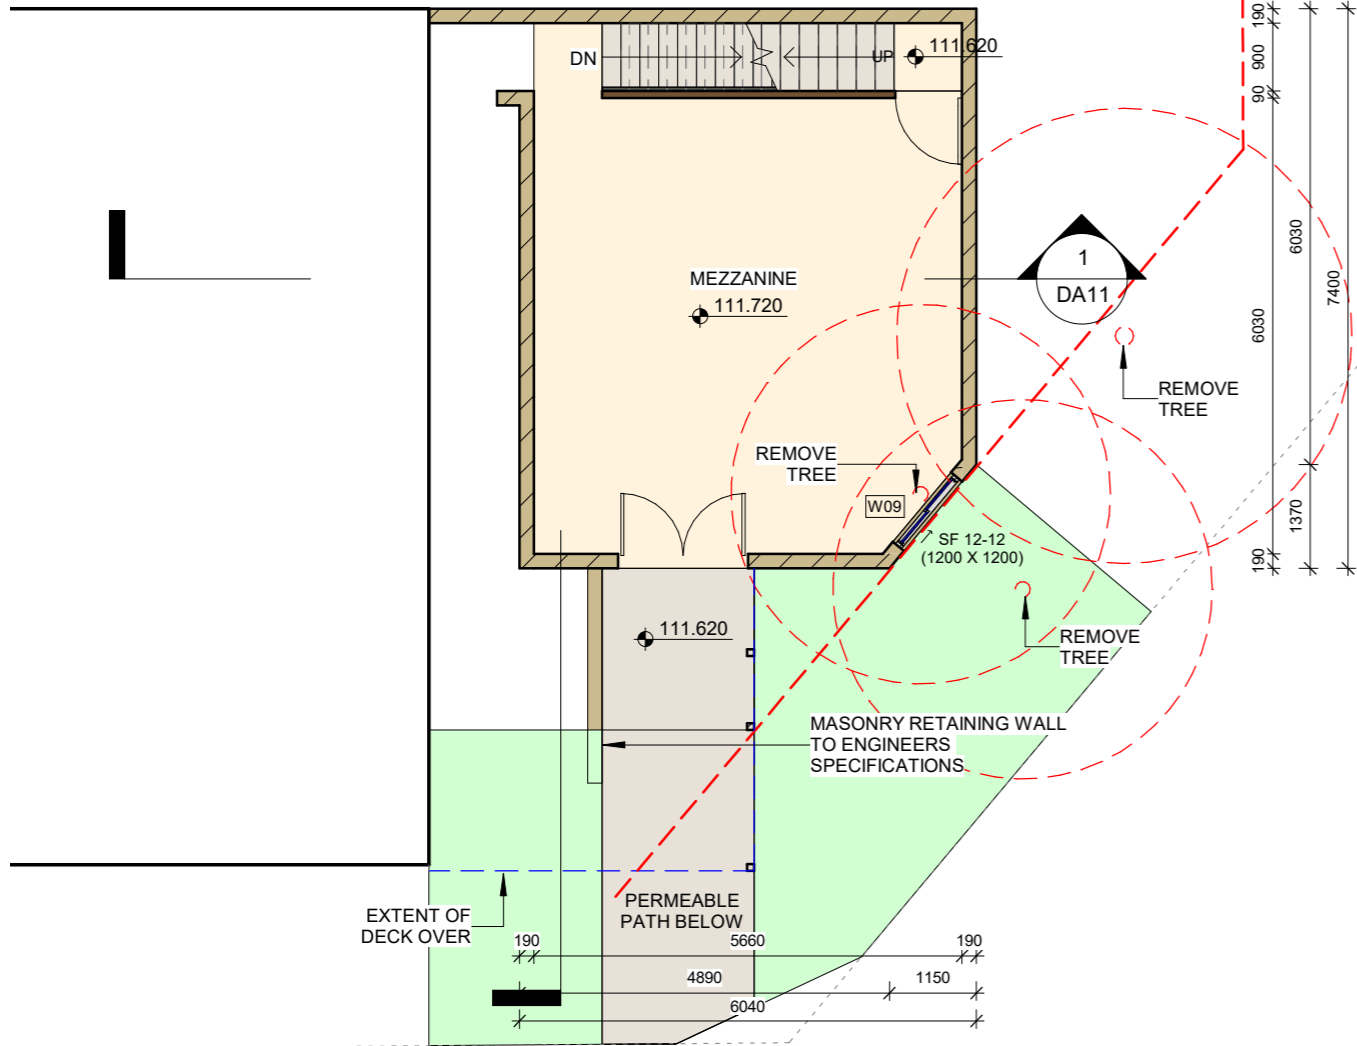 DN
UP
111.620
190
900
90
MEZZANINE
111.720
1
DA11
6030
7400
6030
REMOVE
TREE
REMOVE
TREE
W09
SF 12-12
(1200 X 1200)
1370
190
111.620
REMOVE
TREE
MASONRY RETAINING WALL
TO ENGINEERS
SPECIFICATIONS
PERMEABLE
PATH BELOW
EXTENT OF
DECK OVER
190
5660
190
4890
1150
6040